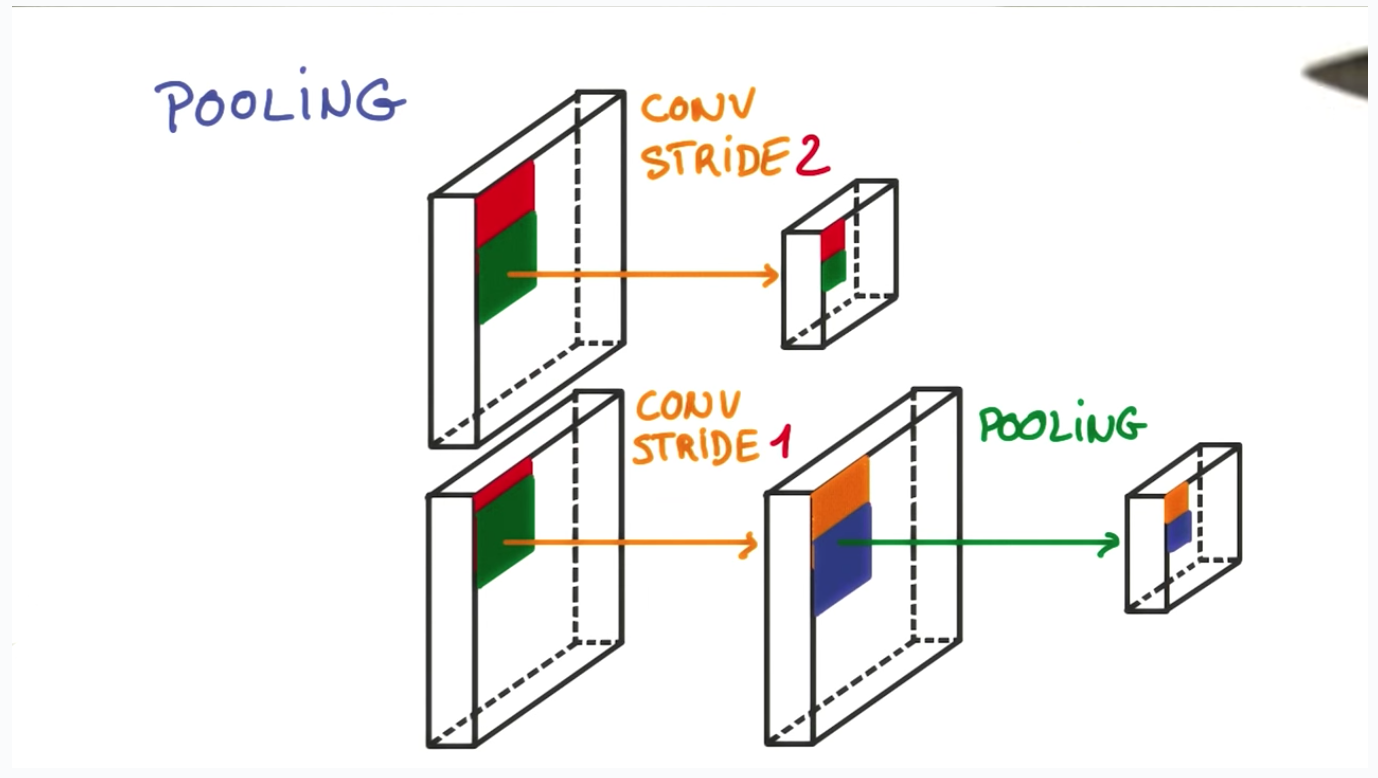 POOLING
CONV
STRIDE 2
CONV
STRIDE 1
POOLING